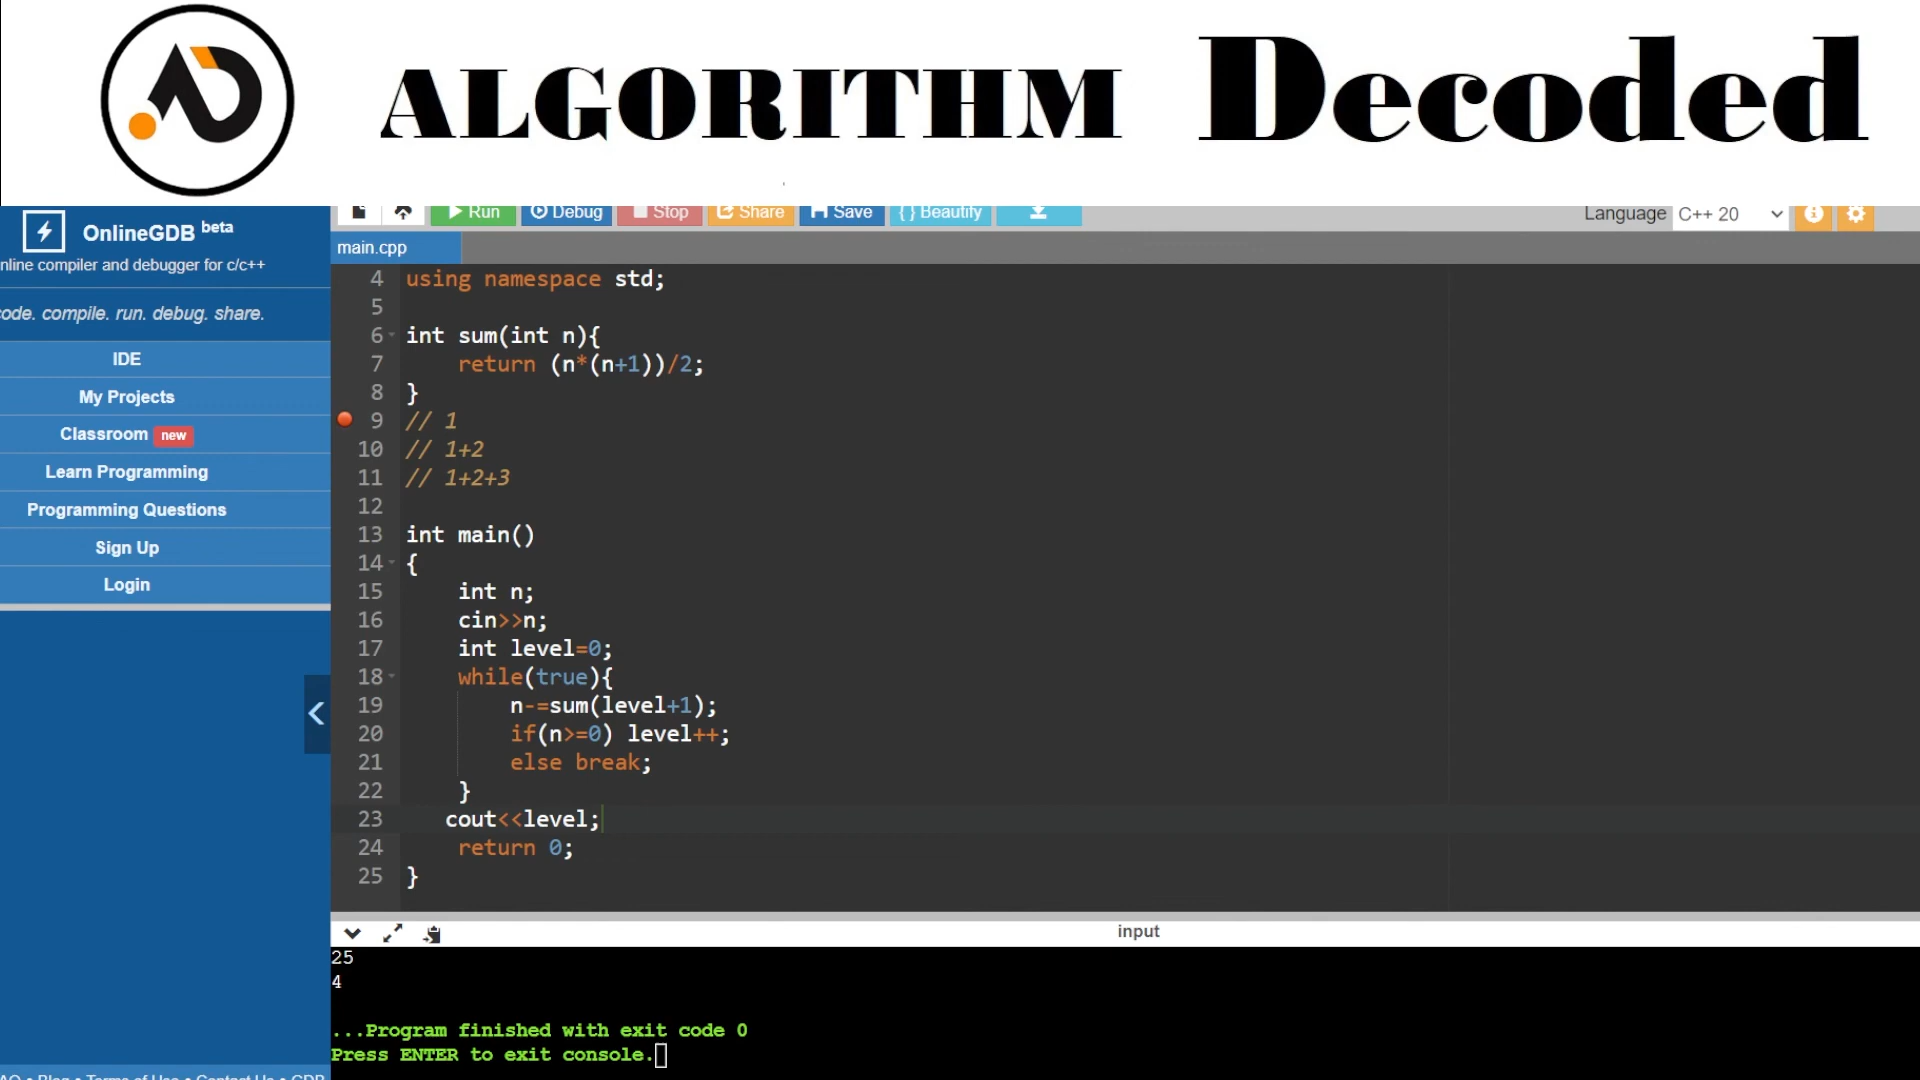 ALGORITHM Decoded
OnlineGDB beta
nline compiler and debugger for c/c++
code. compile. run. debug. share.
IDE
My Projects
Classroom new
Learn Programming
Programming Questions
Sign Up
Login
Run Debug Stop Share Save { } Beautify Language C++ 20
main.cpp
4 using namespace std;
5
6 int sum(int n){
7 return (n*(n+1))/2;
8 }
9 // 1
10 // 1+2
11 // 1+2+3
12
13 int main()
14 {
15 int n;
16 cin>>n;
17 int level=0;
18 while(true){
19 n-=sum(level+1);
20 if(n>=0) level++;
21 else break;
22 }
23 cout<<level;
24 return 0;
25 }
input
25
4
...Program finished with exit code 0
Press ENTER to exit console.